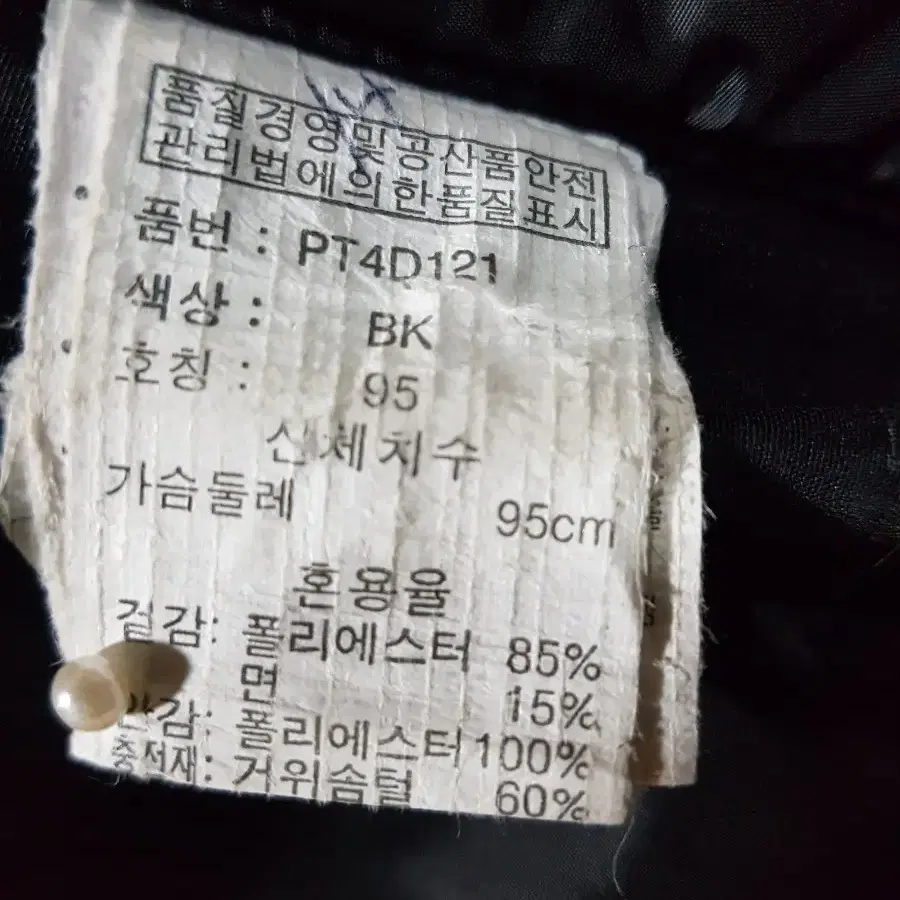 품질경영및공산품안전
관리법에의한품질표시
품번 : PT4D121
색상 : BK
호칭 : 95
신체치수
가슴둘레 95cm
혼용율
겉감: 폴리에스터 85%
면 15%
안감: 폴리에스터 100%
충전재: 거위솜털 60%